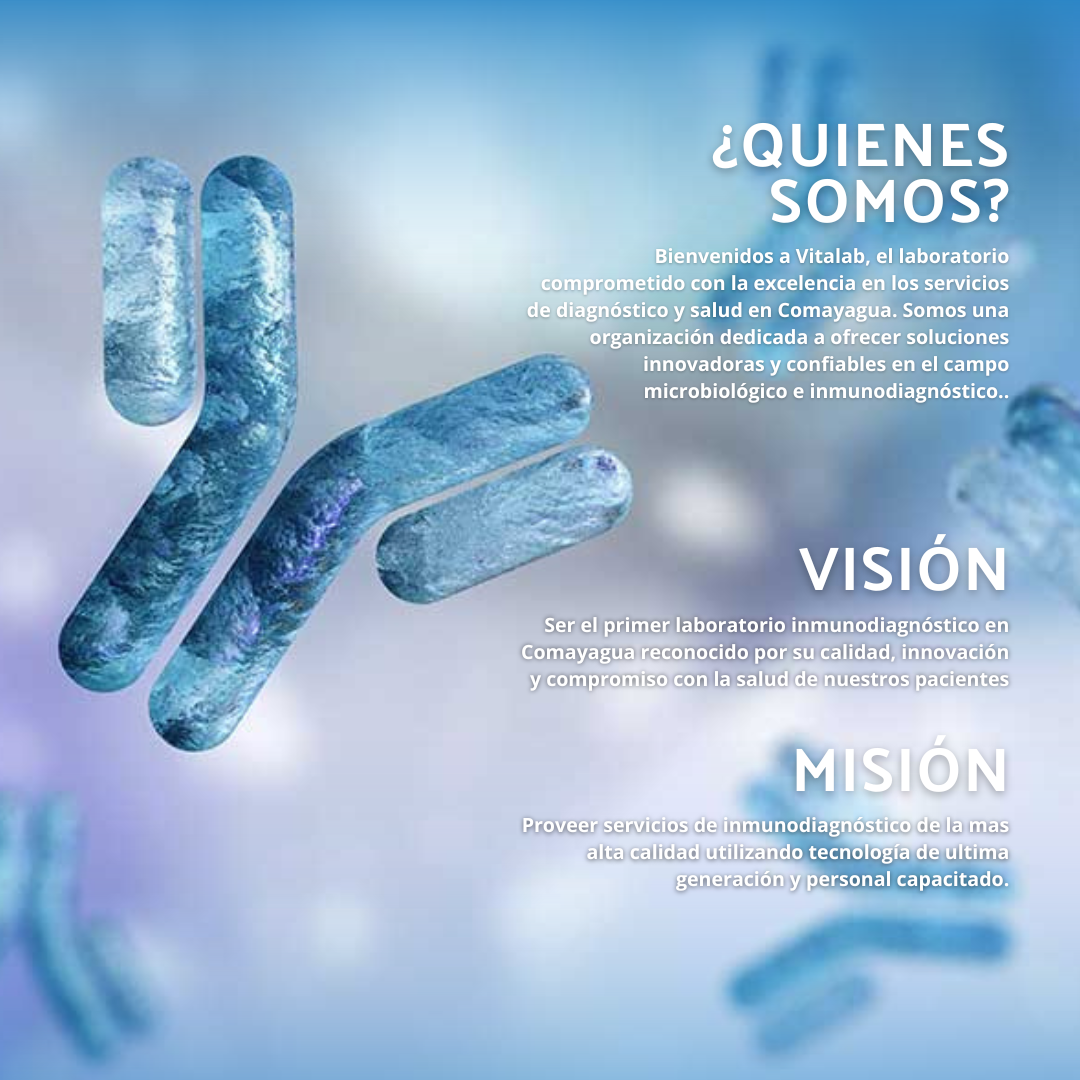 ¿QUIENES
SOMOS?
Bienvenidos a Vitalab, el laboratorio
comprometido con la excelencia en los servicios
de diagnóstico y salud en Comayagua. Somos una
organización dedicada a ofrecer soluciones
innovadoras y confiables en el campo
microbiológico e inmunodiagnóstico..
VISIÓN
Ser el primer laboratorio inmunodiagnóstico en
Comayagua reconocido por su calidad, innovación
y compromiso con la salud de nuestros pacientes
MISIÓN
Proveer servicios de inmunodiagnóstico de la mas
alta calidad utilizando tecnología de ultima
generación y personal capacitado.